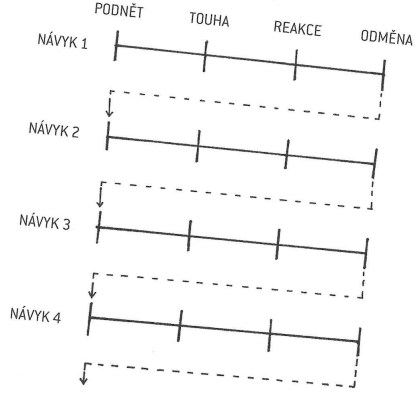 PODNĚT TOUHA REAKCE ODMĚNA
NÁVYK 1
NÁVYK 2
NÁVYK 3
NÁVYK 4